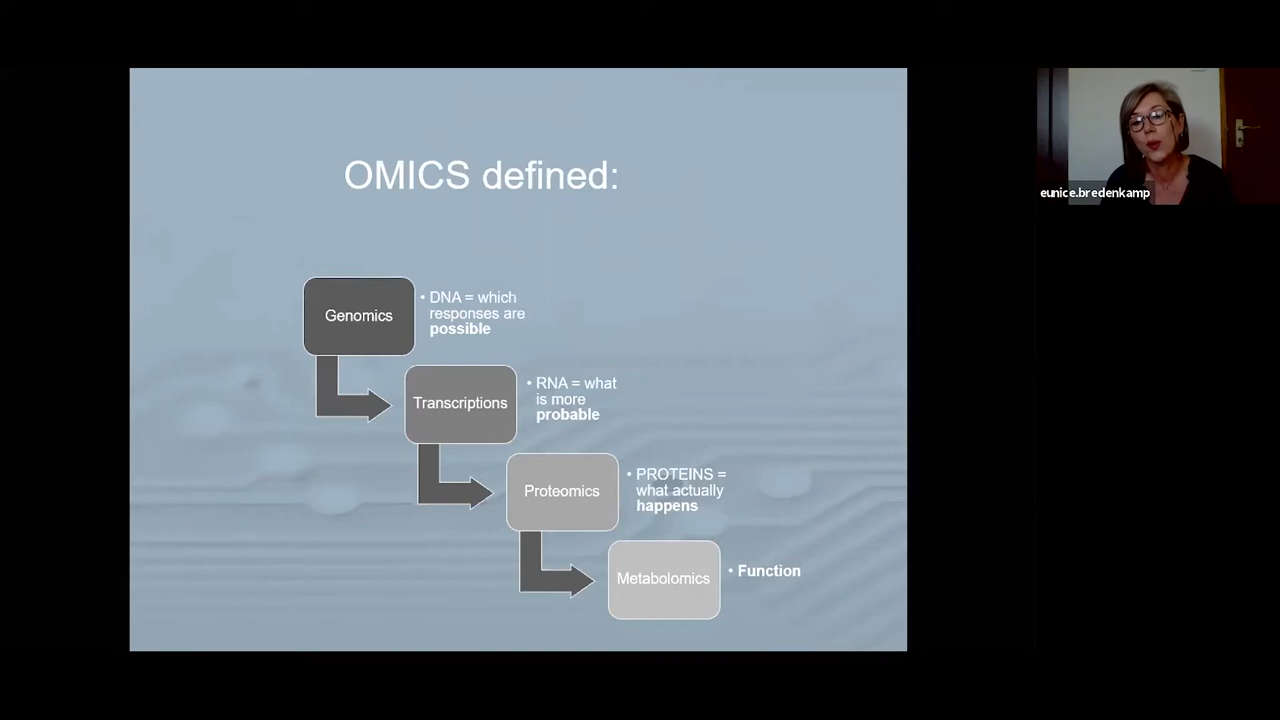 OMICS defined:
Genomics
• DNA = which
responses are
possible
Transcriptions
• RNA = what
is more
probable
Proteomics
• PROTEINS =
what actually
happens
Metabolomics
• Function
eunice.bredenkamp